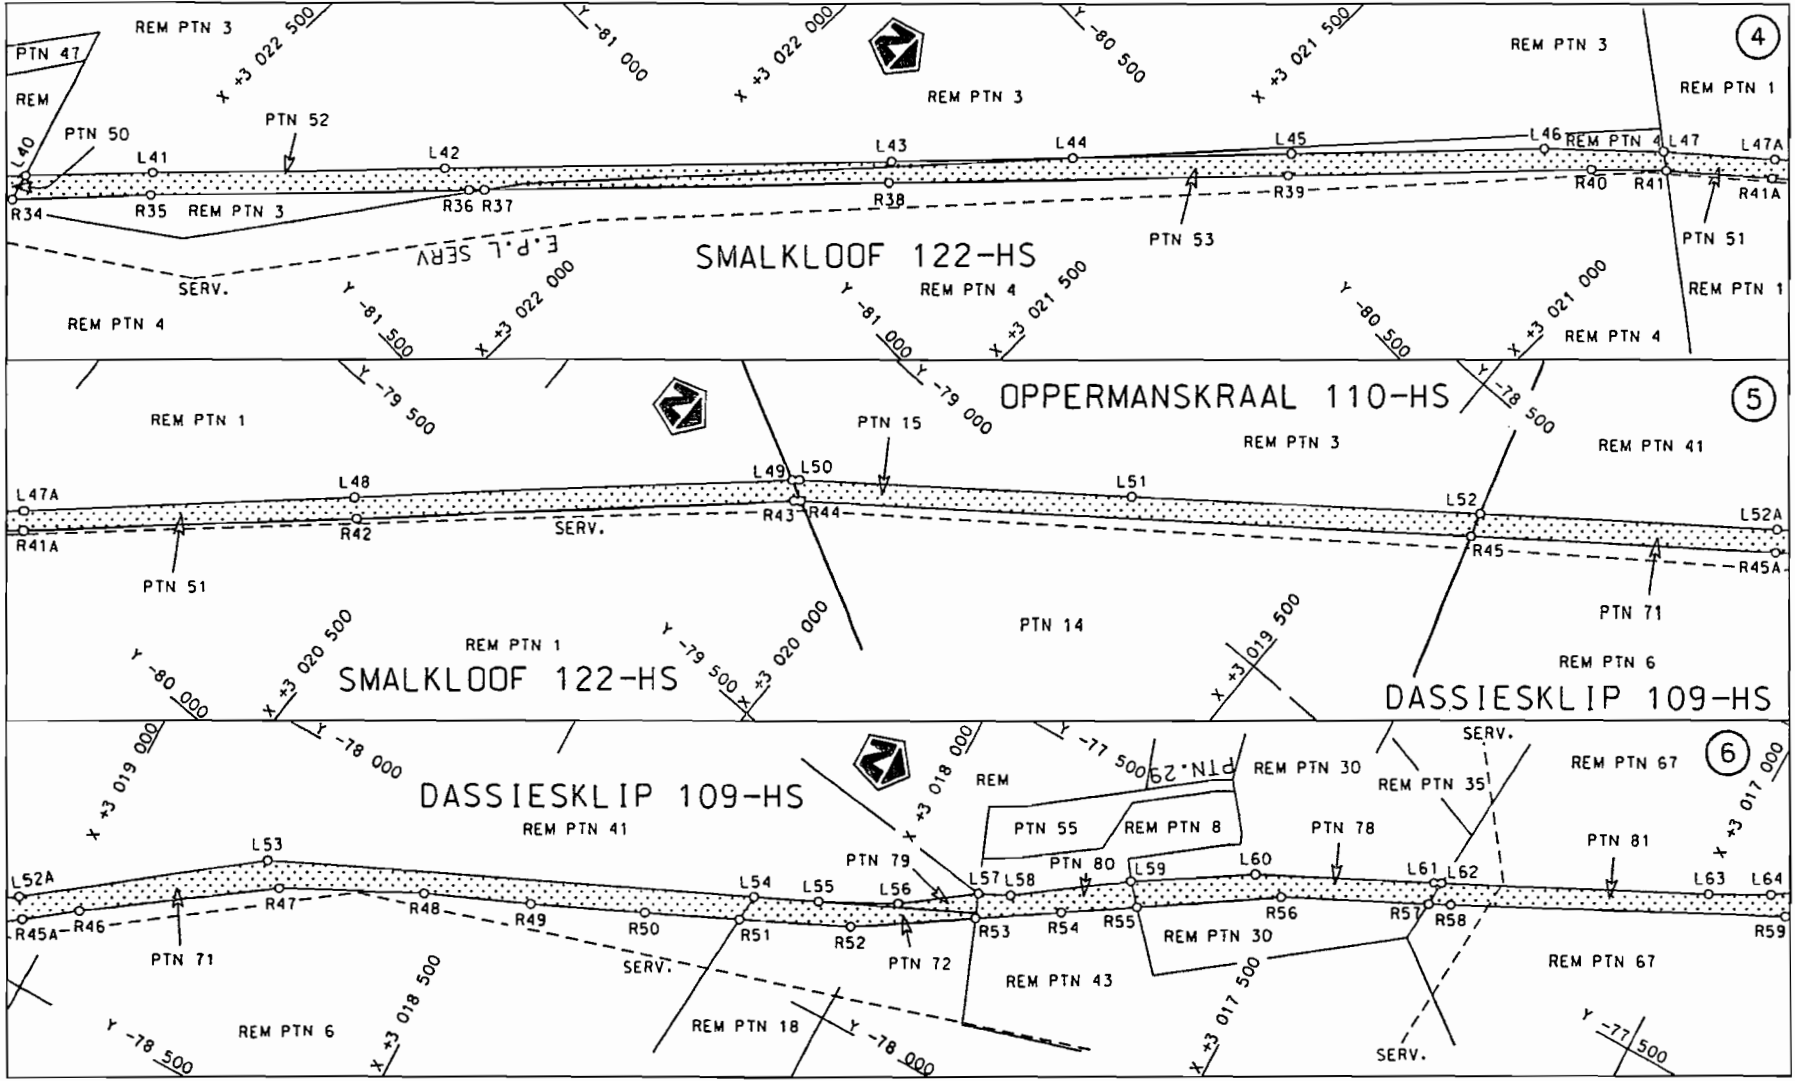 REM PTN 3
X +3 022 500
Y -81 000
X +3 022 000
Y -80 500
X +3 021 500
REM PTN 3
4
PTN 47
REM
REM PTN 3
REM PTN 1
PTN 50
PTN 52
L40
L41
L42
L43
L44
L45
L46
REM PTN 4
L47
L47A
R34
R35
REM PTN 3
R36
R37
R38
R39
R40
R41
R41A
E.P.L SERV
SERV.
SMALKLOOF 122-HS
PTN 53
PTN 51
REM PTN 4
REM PTN 1
REM PTN 4
Y -81 500
X +3 022 000
Y -81 000
X +3 021 500
Y -80 500
X +3 021 000
REM PTN 4
REM PTN 1
Y -79 500
Y -79 000
OPPERMANSKRAAL 110-HS
Y -78 500
5
PTN 15
REM PTN 3
REM PTN 41
L47A
L48
L49
L50
L51
L52
L52A
R41A
R42
SERV.
R43
R44
R45
R45A
PTN 51
PTN 14
PTN 71
REM PTN 1
REM PTN 6
SMALKLOOF 122-HS
Y -80 000
X +3 020 500
Y -79 500
X +3 020 000
X +3 019 500
DASSIESKLIP 109-HS
X +3 019 000
Y -78 000
X +3 018 000
Y -77 500
SERV.
6
X +3 017 000
DASSIESKLIP 109-HS
REM PTN 41
REM
PTN.29
REM PTN 30
REM PTN 35
REM PTN 67
PTN 55
REM PTN 8
PTN 78
PTN 81
PTN 79
PTN 80
L52A
L53
L54
L55
L56
L57
L58
L59
L60
L61
L62
L63
L64
R45A
R46
R47
R48
R49
R50
R51
R52
R53
R54
R55
R56
R57
R58
R59
PTN 71
SERV.
PTN 72
REM PTN 30
REM PTN 43
REM PTN 67
REM PTN 6
REM PTN 18
Y -78 500
X +3 018 500
Y -78 000
X +3 017 500
SERV.
Y -77 500